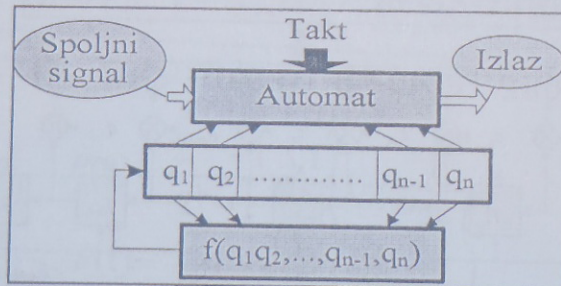 Takt
Spoljni
signal
Izlaz
Automat
q₁ q₂ ............. qₙ₋₁ qₙ
f(q₁q₂,...,qₙ₋₁,qₙ)